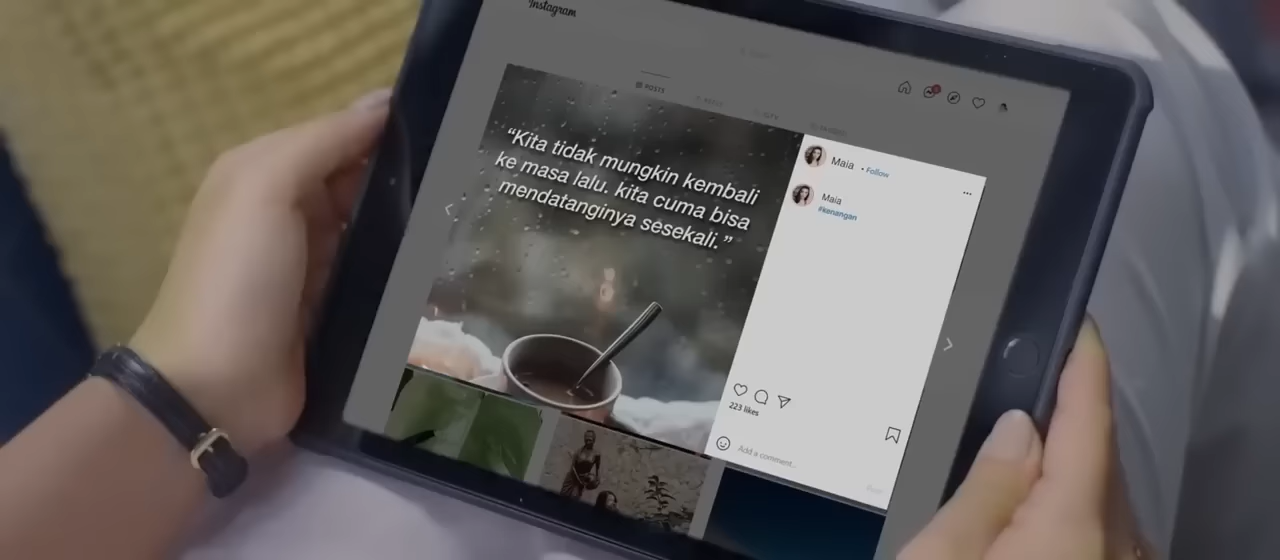 Instagram
POSTS
“Kita tidak mungkin kembali
ke masa lalu. kita cuma bisa
mendatanginya sesekali.”
Maia • Follow
Maia
#kenangan
223 likes
Add a comment...